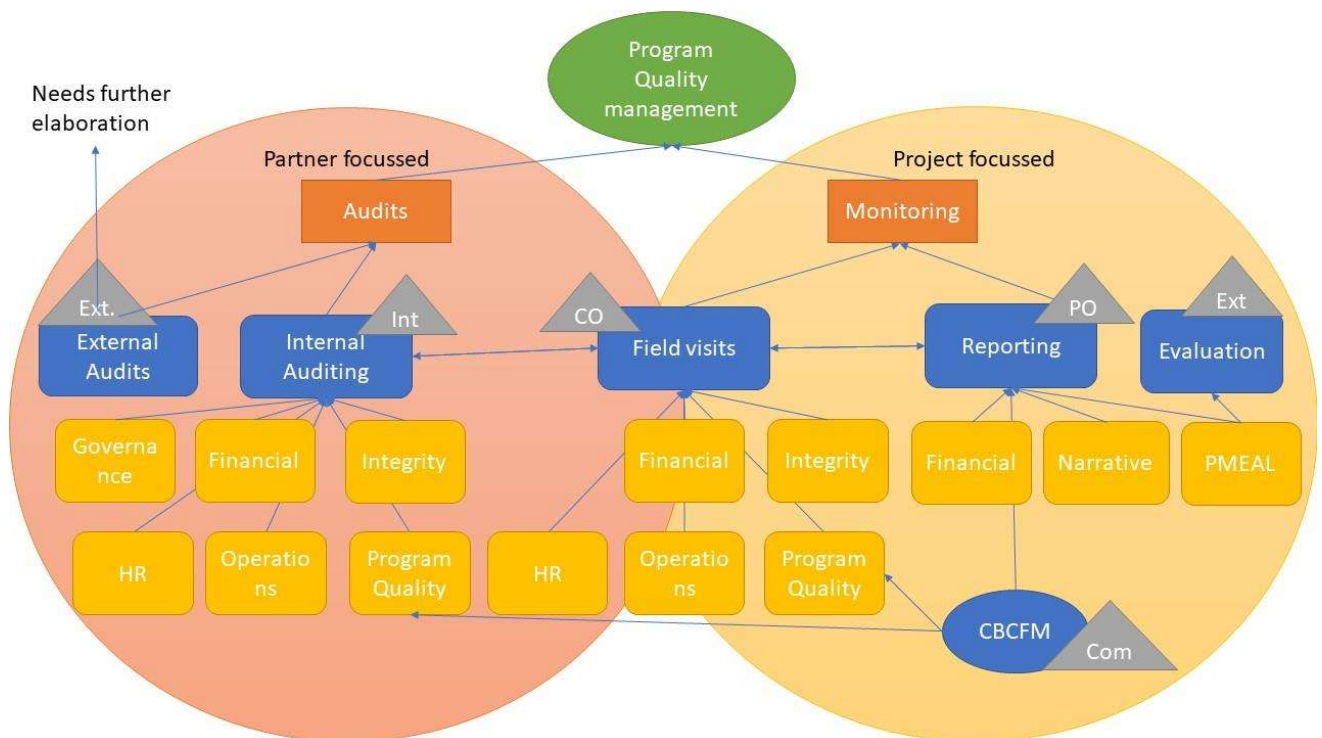 Program
Quality
management
Needs further
elaboration
Partner focussed
Project focussed
Audits
Monitoring
Ext.
External
Audits
Int
Internal
Auditing
CO
Field visits
PO
Reporting
Ext
Evaluation
Governa
nce
Financial
Integrity
Financial
Integrity
Financial
Narrative
PMEAL
HR
Operatio
ns
Program
Quality
HR
Operatio
ns
Program
Quality
CBCFM
Com